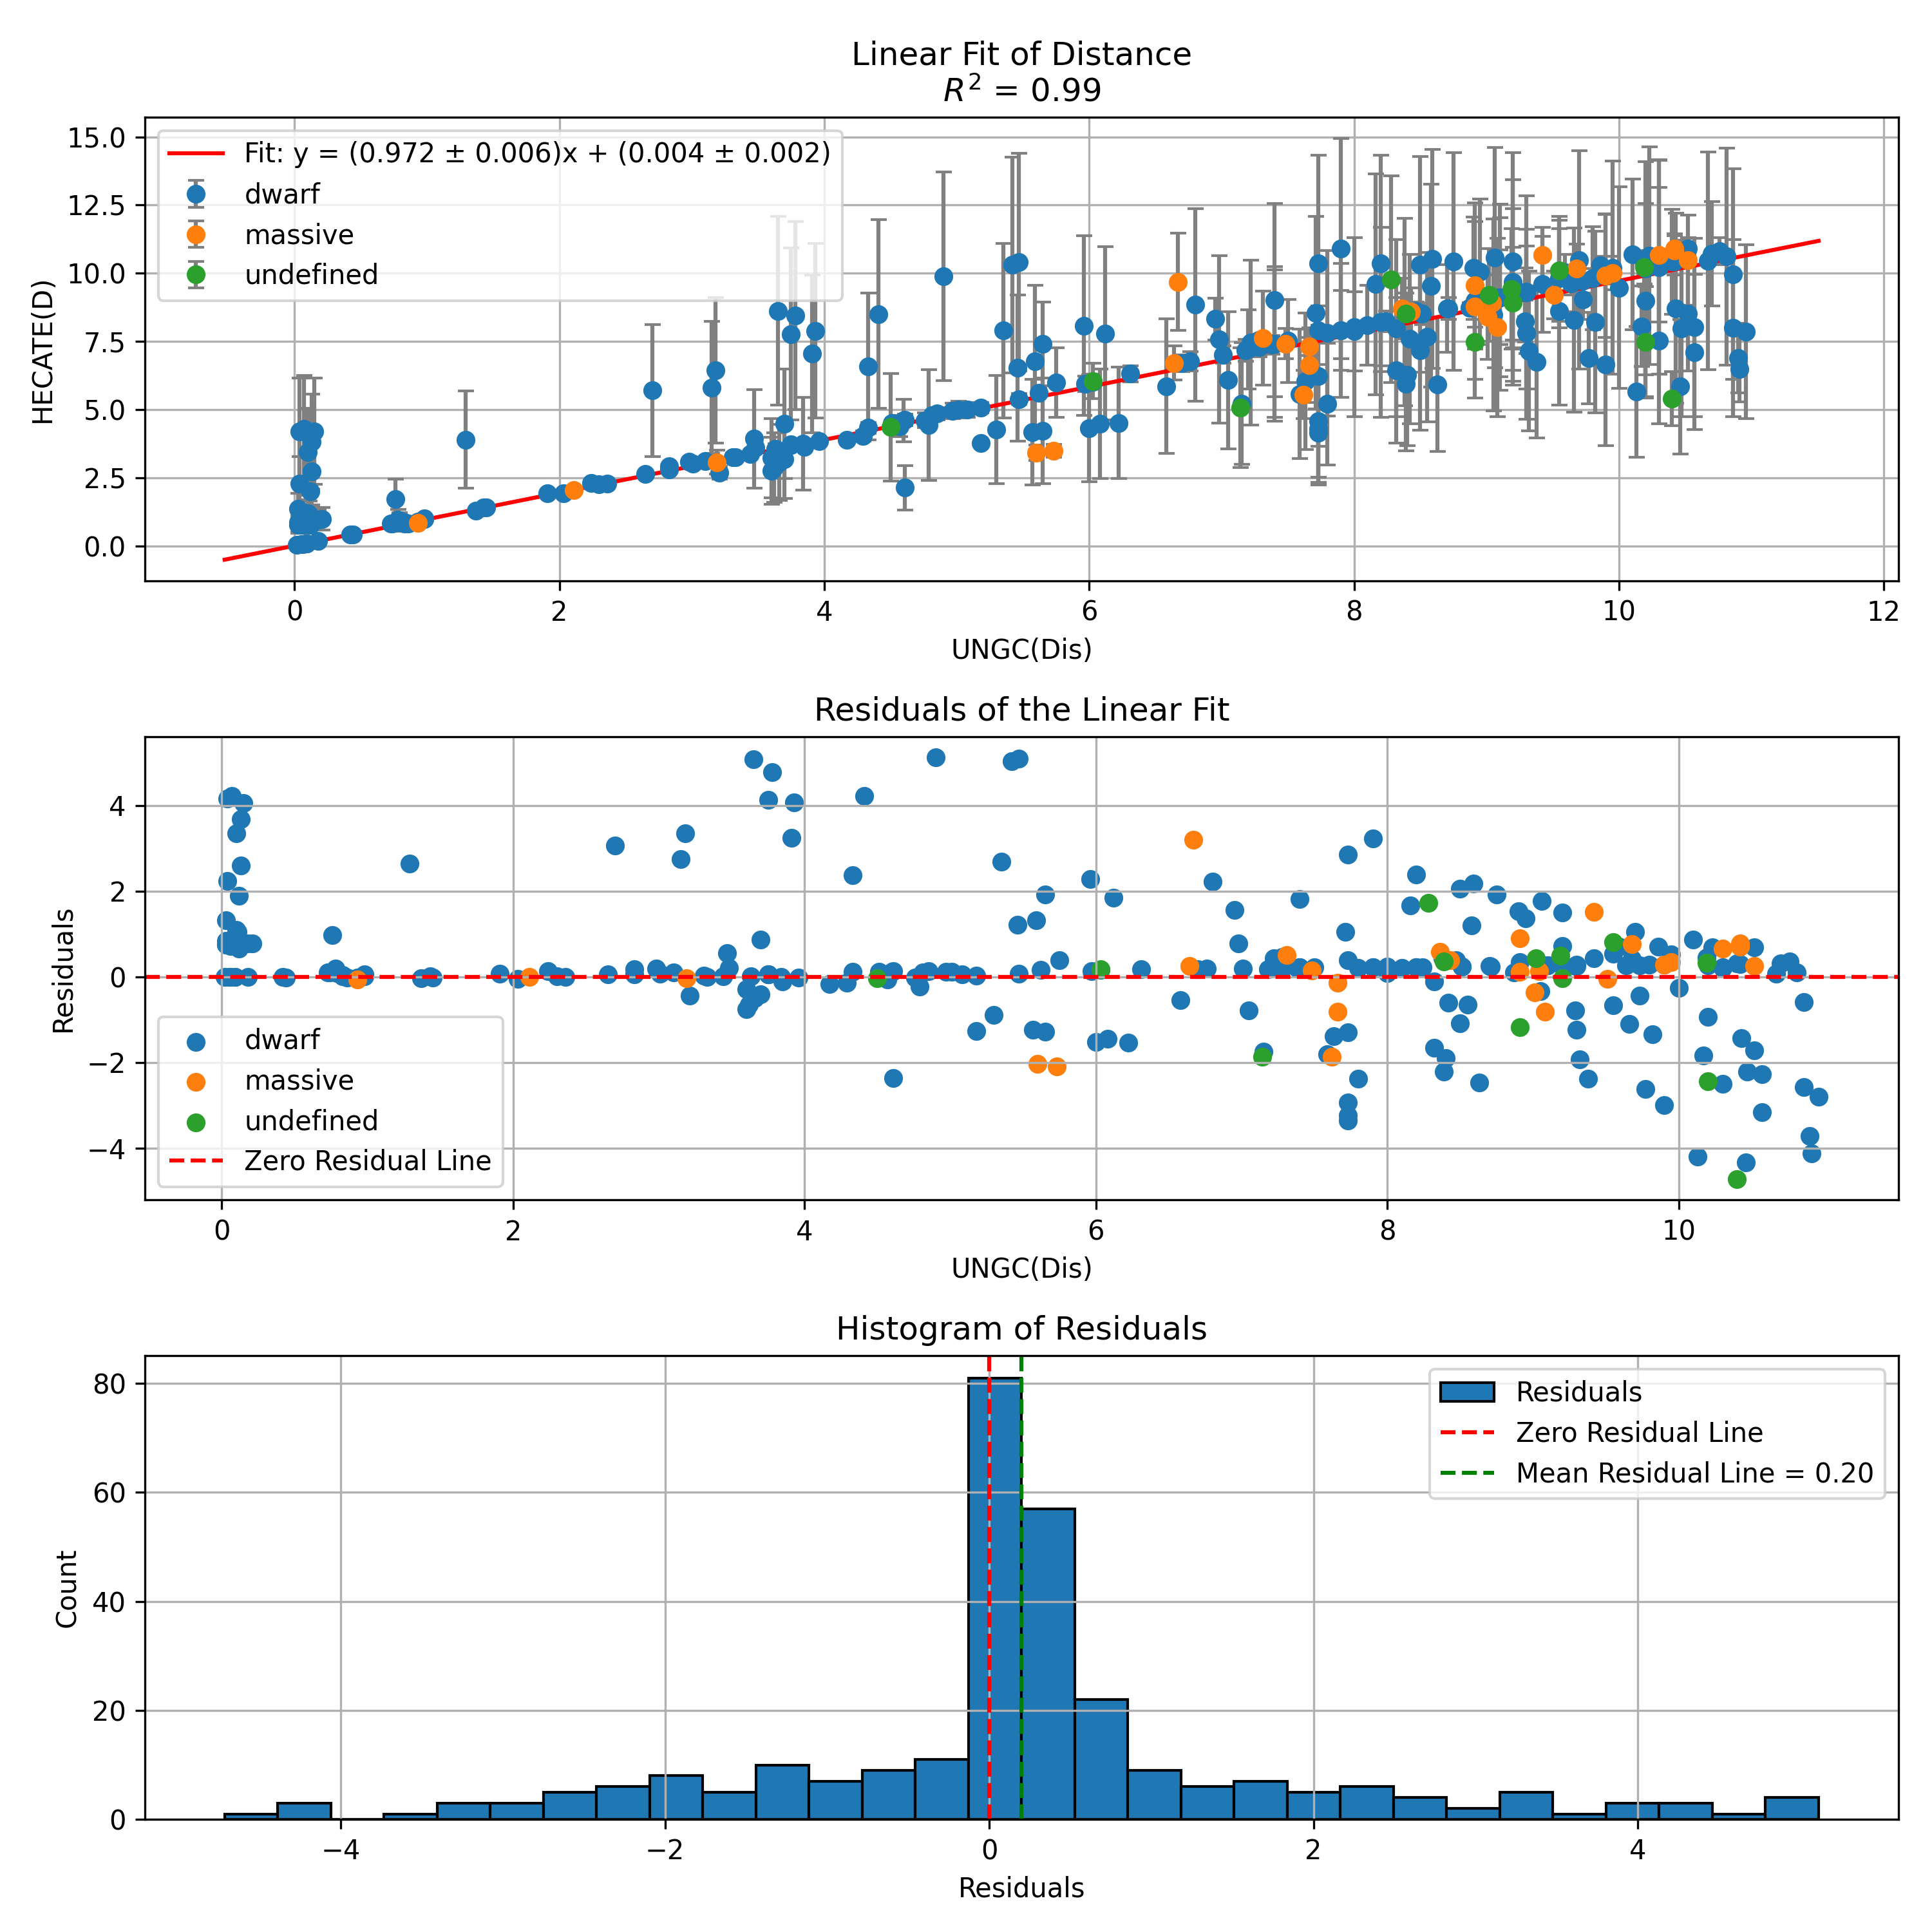 Linear Fit of Distance
R² = 0.99
15.0
12.5
10.0
7.5
5.0
2.5
0.0
HECATE(D)
Fit: y = (0.972 ± 0.006)x + (0.004 ± 0.002)
dwarf
massive
undefined
0 2 4 6 8 10 12
UNGC(Dis)
Residuals of the Linear Fit
4
2
0
−2
−4
Residuals
dwarf
massive
undefined
Zero Residual Line
0 2 4 6 8 10
UNGC(Dis)
Histogram of Residuals
80
60
40
20
0
Count
Residuals
Zero Residual Line
Mean Residual Line = 0.20
−4 −2 0 2 4
Residuals